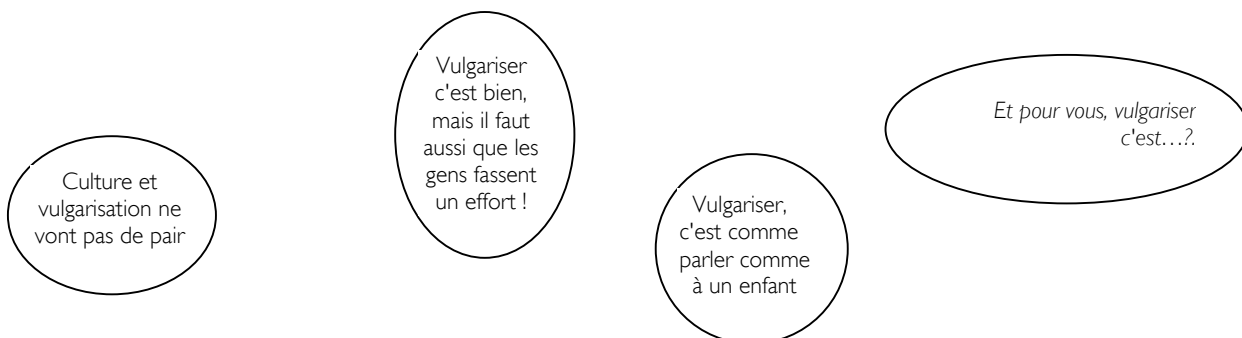 Culture et
vulgarisation ne
vont pas de pair
Vulgariser
c'est bien,
mais il faut
aussi que les
gens fassent
un effort !
Vulgariser,
c'est comme
parler comme
à un enfant
Et pour vous, vulgariser
c'est…?.